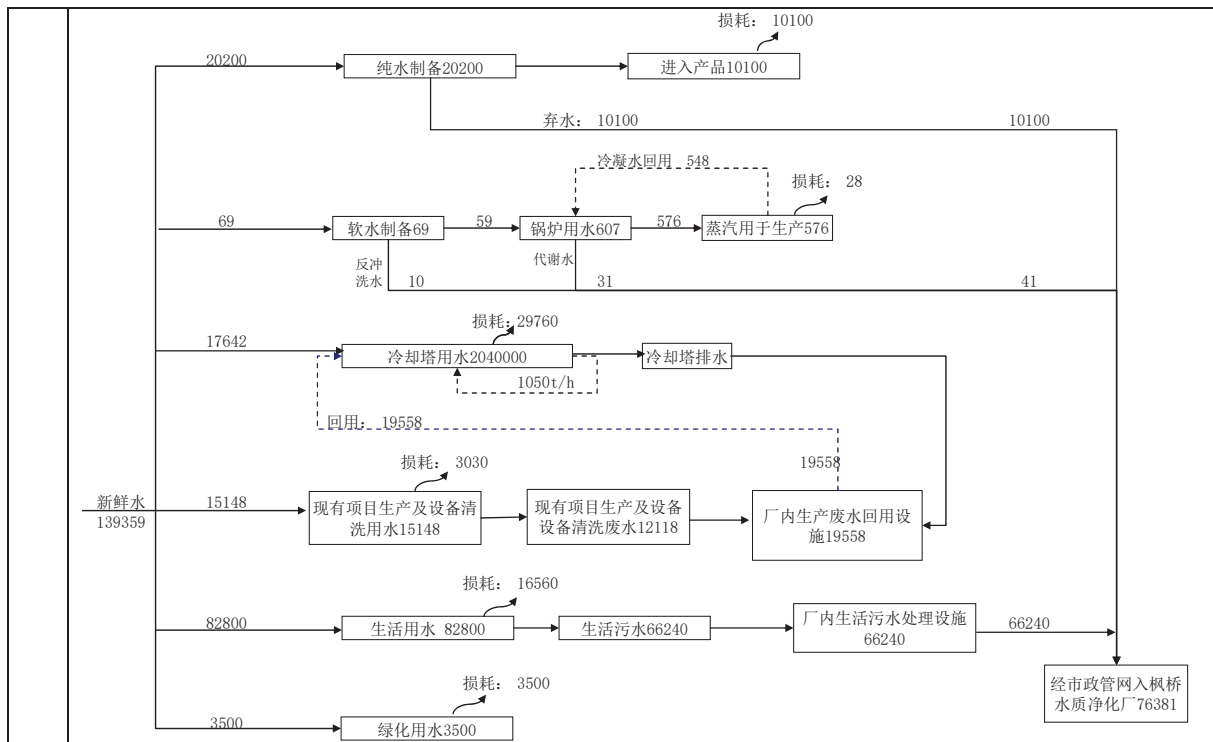 损耗： 10100
20200
纯水制备20200
进入产品10100
弃水：10100
10100
冷凝水回用 548
损耗： 28
69
软水制备69
59
锅炉用水607
576
蒸汽用于生产576
反冲
洗水
10
代谢水
31
41
损耗：29760
17642
冷却塔用水2040000
冷却塔排水
1050t/h
回用： 19558
19558
损耗： 3030
新鲜水
139359
15148
现有项目生产及设备清
洗用水15148
现有项目生产及设备
设备清洗废水12118
厂内生产废水回用设
施19558
损耗： 16560
82800
生活用水 82800
生活污水66240
厂内生活污水处理设施
66240
66240
经市政管网入枫桥
水质净化厂76381
损耗： 3500
3500
绿化用水3500